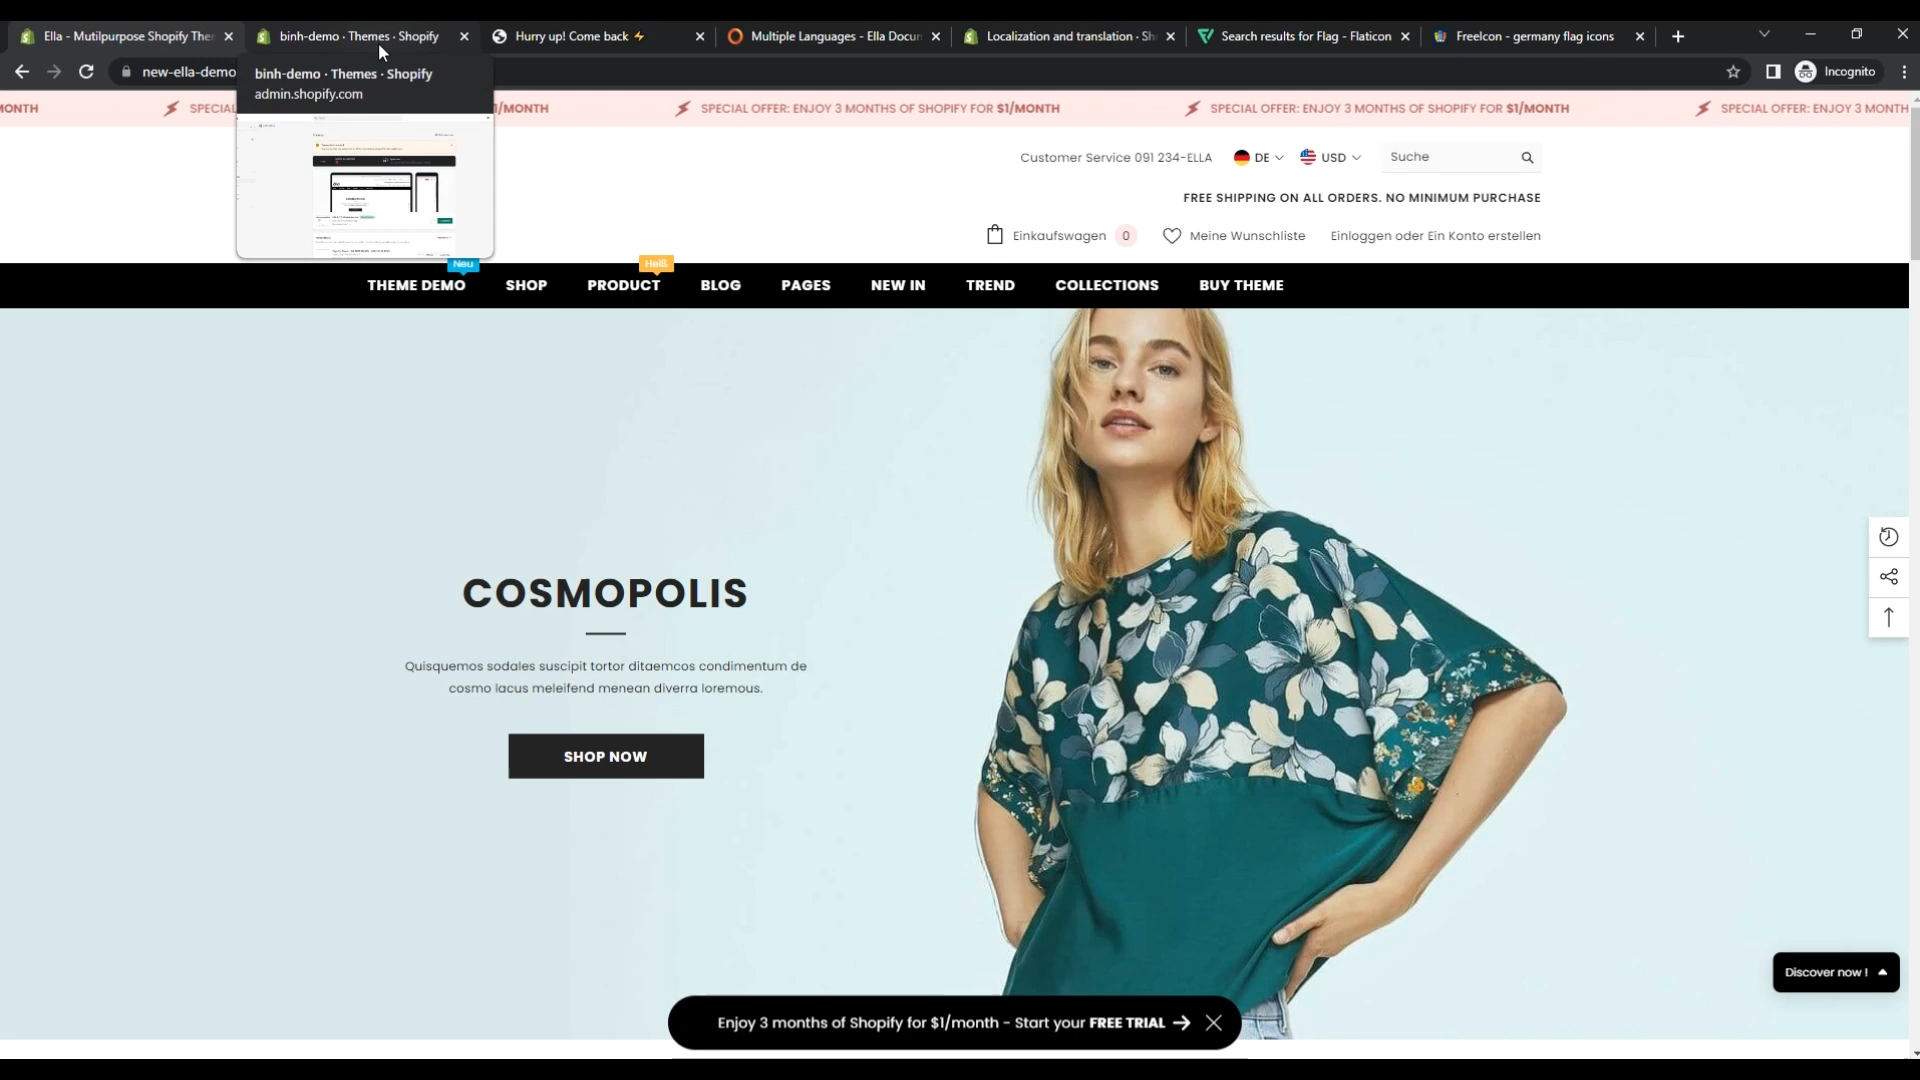 Ella - Mutilpurpose Shopify The
binh-demo · Themes · Shopify
Hurry up! Come back ⚡
Multiple Languages - Ella Docum
Localization and translation · Sh
Search results for Flag - Flaticon
FreeIcon - germany flag icons
new-ella-demo
Incognito
binh-demo · Themes · Shopify
admin.shopify.com
MONTH
SPECIAL
1/MONTH
SPECIAL OFFER: ENJOY 3 MONTHS OF SHOPIFY FOR $1/MONTH
SPECIAL OFFER: ENJOY 3 MONTHS OF SHOPIFY FOR $1/MONTH
SPECIAL OFFER: ENJOY 3 MONTH
Customer Service 091 234-ELLA
DE
USD
Suche
FREE SHIPPING ON ALL ORDERS. NO MINIMUM PURCHASE
Einkaufswagen 0
Meine Wunschliste
Einloggen oder Ein Konto erstellen
Neu
Heiß
THEME DEMO SHOP PRODUCT BLOG PAGES NEW IN TREND COLLECTIONS BUY THEME
COSMOPOLIS
Quisquemos sodales suscipit tortor ditaemcos condimentum de
cosmo lacus meleifend menean diverra loremous.
SHOP NOW
Discover now !
Enjoy 3 months of Shopify for $1/month - Start your FREE TRIAL →